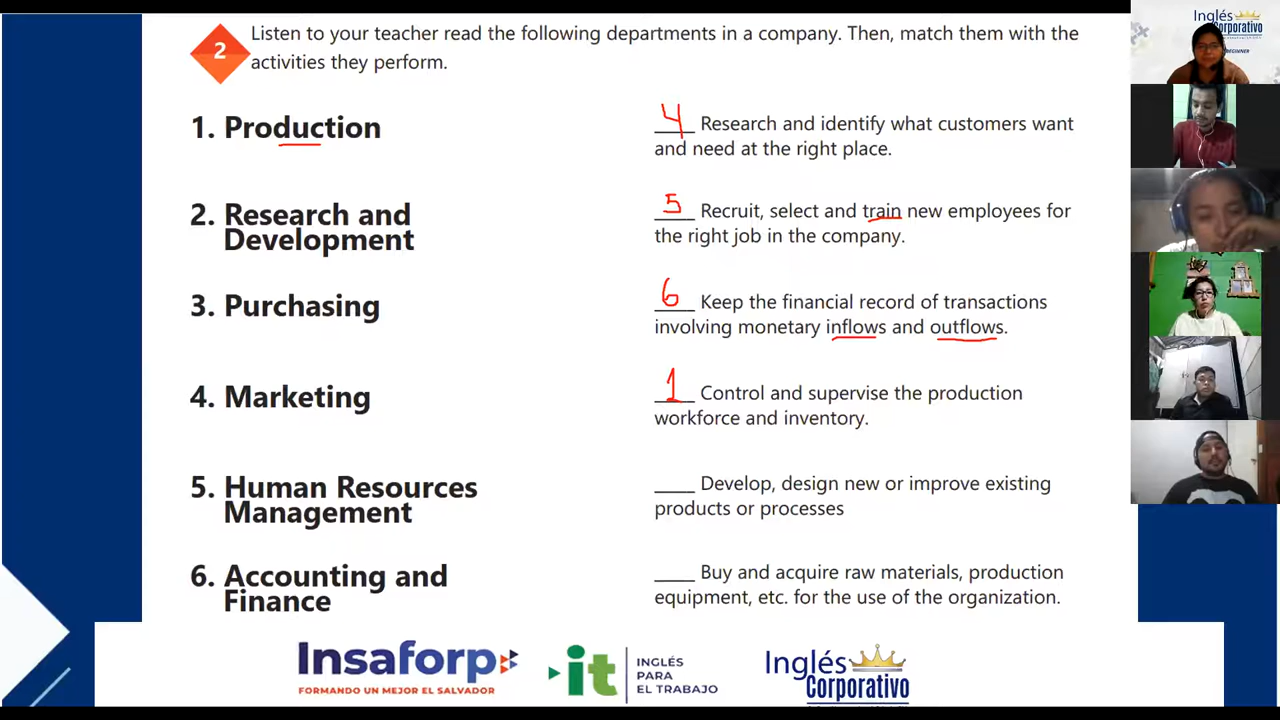 2
Listen to your teacher read the following departments in a company. Then, match them with the
activities they perform.
1. Production
2. Research and
Development
3. Purchasing
4. Marketing
5. Human Resources
Management
6. Accounting and
Finance
4 Research and identify what customers want
and need at the right place.
5 Recruit, select and train new employees for
the right job in the company.
6 Keep the financial record of transactions
involving monetary inflows and outflows.
1 Control and supervise the production
workforce and inventory.
____ Develop, design new or improve existing
products or processes
____ Buy and acquire raw materials, production
equipment, etc. for the use of the organization.
Insaforp
FORMANDO UN MEJOR EL SALVADOR
it
INGLÉS
PARA
EL TRABAJO
Inglés
Corporativo
Inglés
Corporativo
BEGINNER